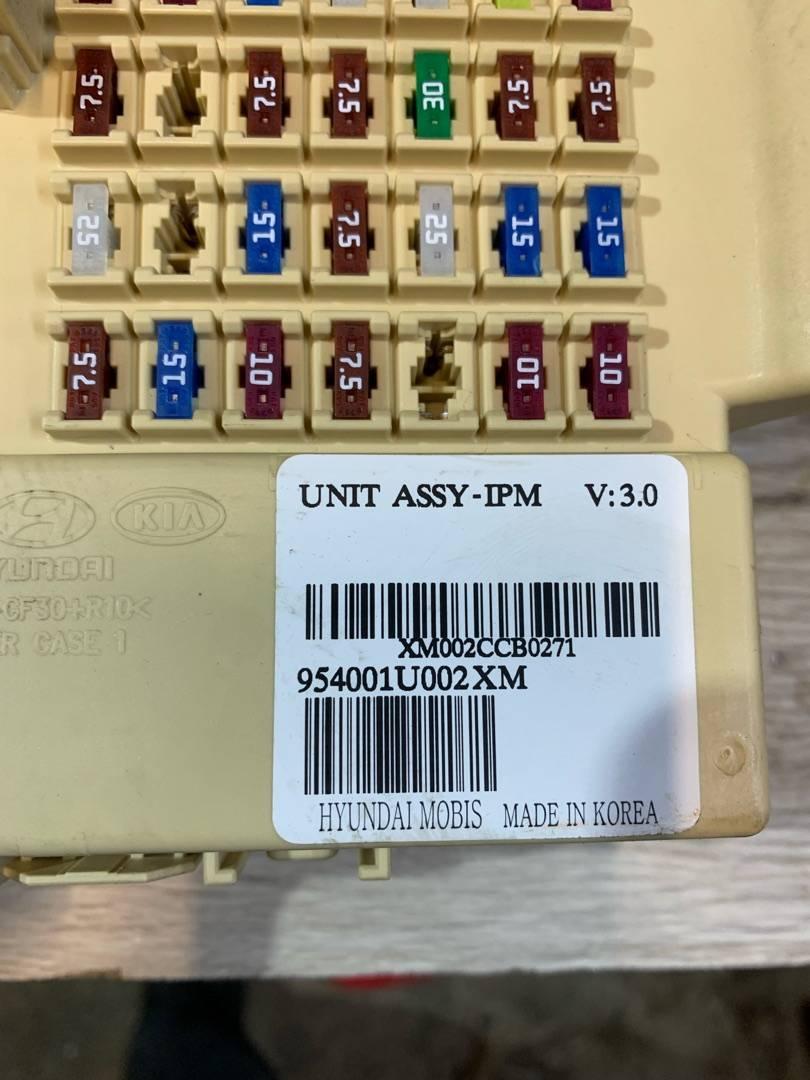 7.5 7.5 7.5 30 7.5 7.5
25 15 7.5 25 15 15
7.5 15 10 7.5 10 10
UNIT ASSY-IPM V:3.0
KIA
HYUNDAI
CASE 1
XM002CCB0271
954001U002XM
HYUNDAI MOBIS MADE IN KOREA